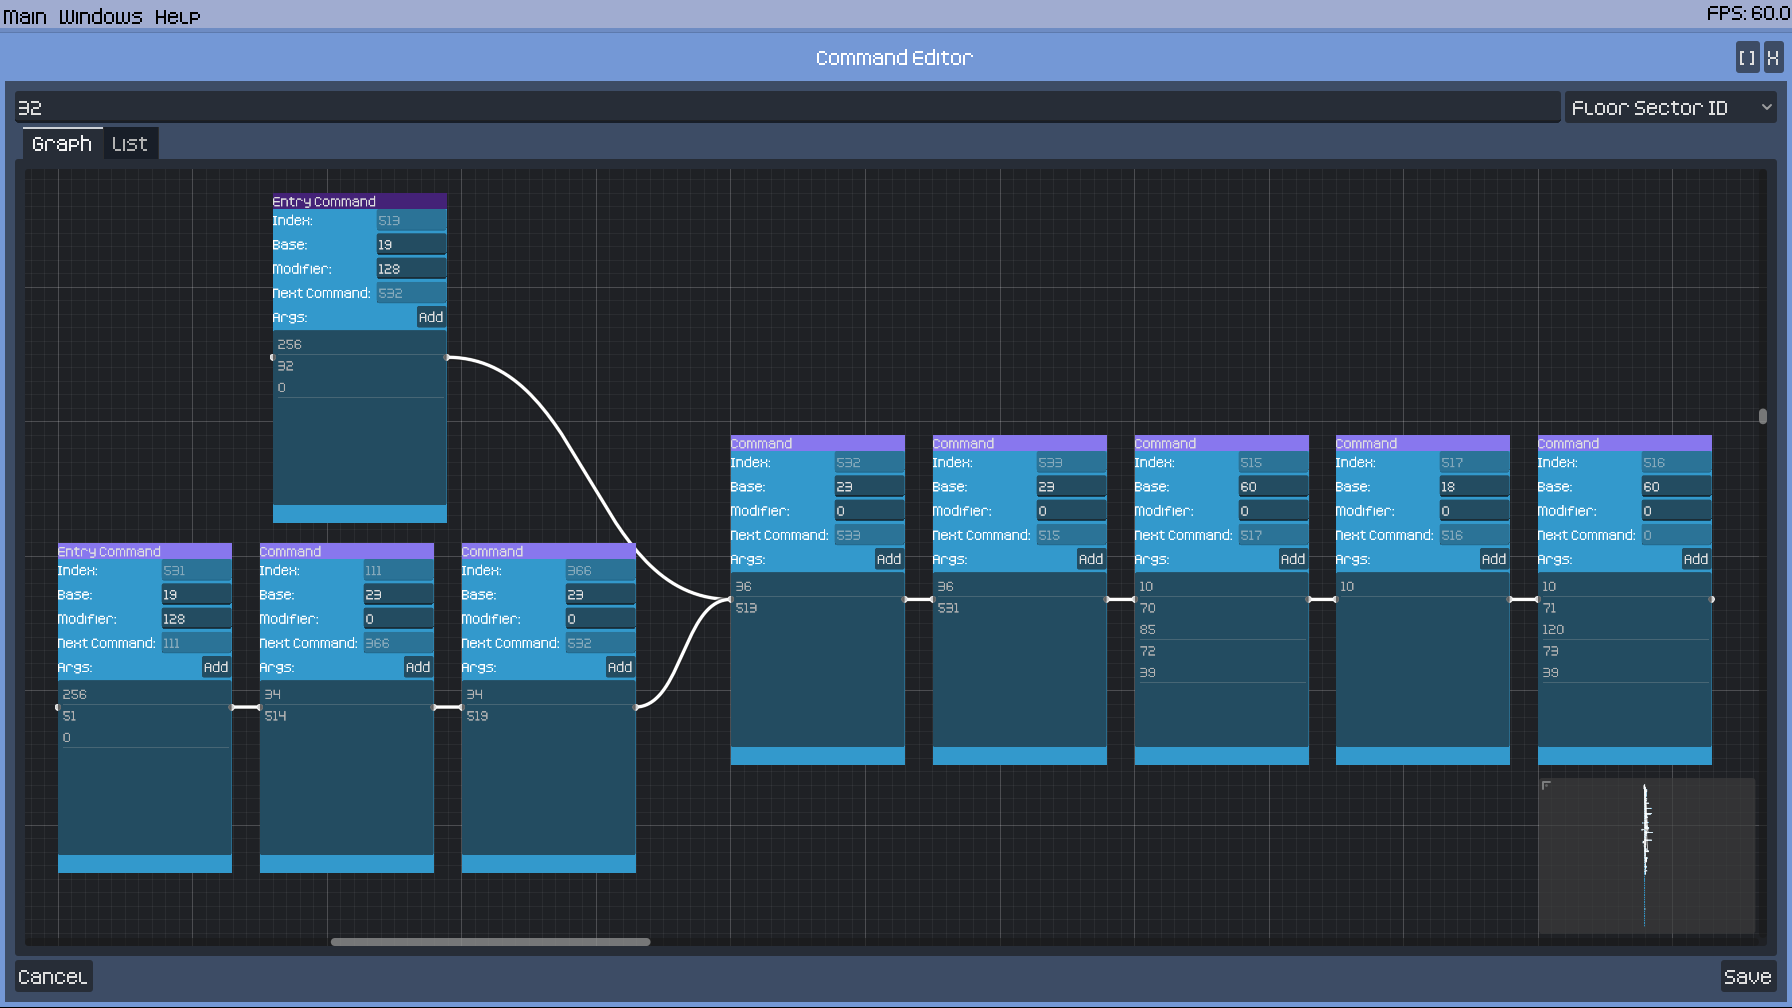 Main Windows Help
FPS: 60.0
Command Editor
[] X
32
Floor Sector ID
Graph List
Entry Command
Index: 513
Base: 19
Modifier: 128
Next Command: 532
Args: Add
256
32
0
Entry Command
Index: 531
Base: 19
Modifier: 128
Next Command: 111
Args: Add
256
51
0
Command
Index: 111
Base: 23
Modifier: 0
Next Command: 366
Args: Add
34
514
Command
Index: 366
Base: 23
Modifier: 0
Next Command: 532
Args: Add
34
519
Command
Index: 532
Base: 23
Modifier: 0
Next Command: 533
Args: Add
36
513
Command
Index: 533
Base: 23
Modifier: 0
Next Command: 515
Args: Add
36
531
Command
Index: 515
Base: 60
Modifier: 0
Next Command: 517
Args: Add
10
70
85
72
39
Command
Index: 517
Base: 18
Modifier: 0
Next Command: 516
Args: Add
10
Command
Index: 516
Base: 60
Modifier: 0
Next Command: 0
Args: Add
10
71
120
73
39
Cancel
Save